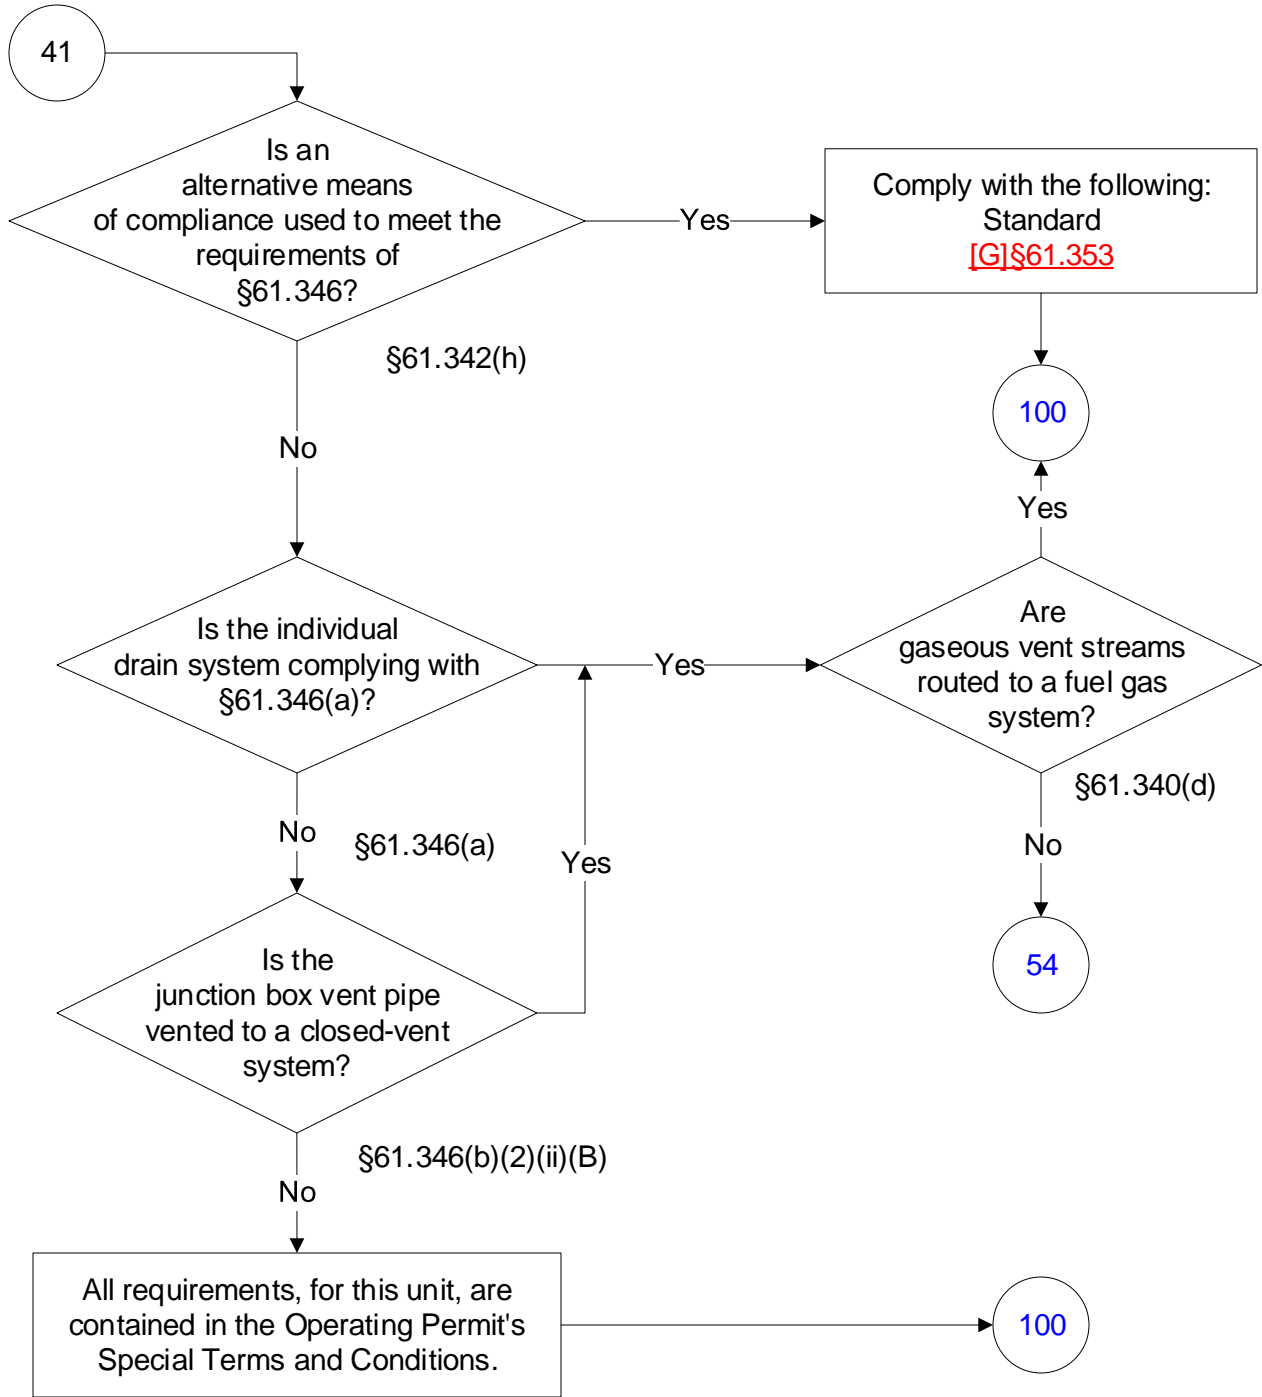 41
Is an
alternative means
of compliance used to meet the
requirements of
§61.346?
Yes
Comply with the following:
Standard
[G]§61.353
§61.342(h)
100
No
Yes
Is the individual
drain system complying with
§61.346(a)?
Yes
Are
gaseous vent streams
routed to a fuel gas
system?
§61.340(d)
No
§61.346(a)
Yes
No
54
Is the
junction box vent pipe
vented to a closed-vent
system?
§61.346(b)(2)(ii)(B)
No
All requirements, for this unit, are
contained in the Operating Permit's
Special Terms and Conditions.
100